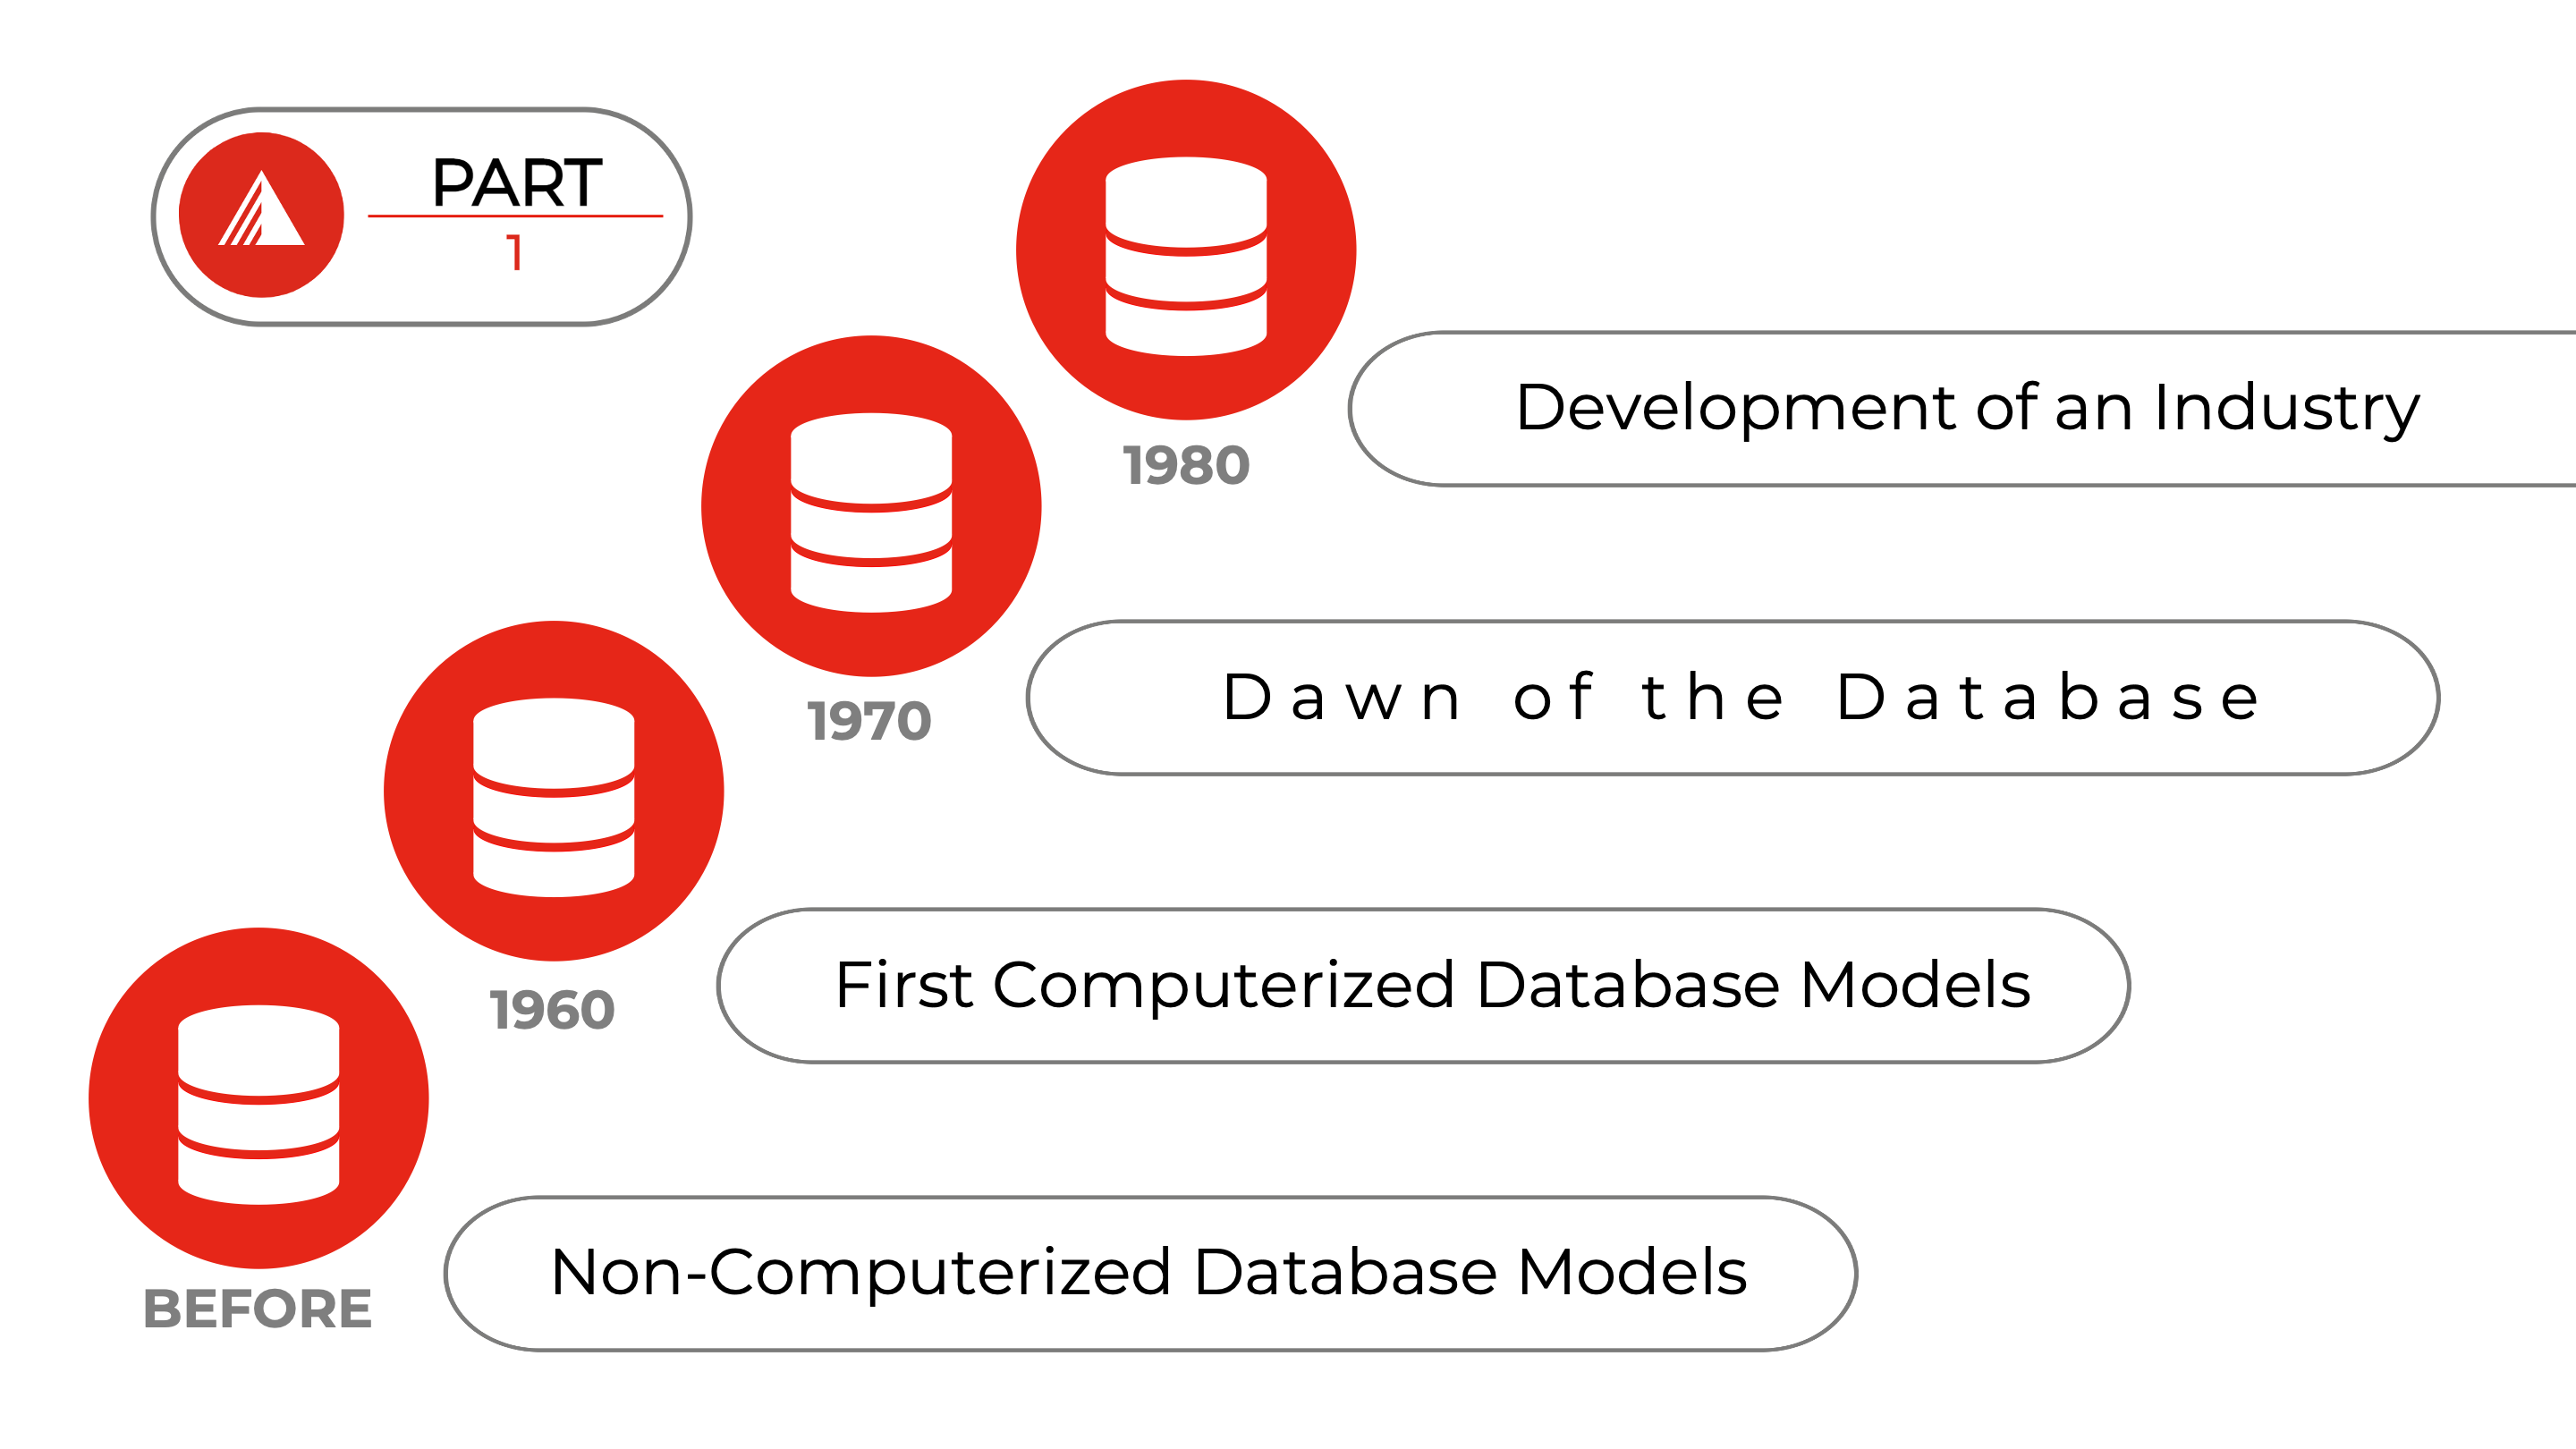 PART
1
1980
Development of an Industry
1970
Dawn of the Database
1960
First Computerized Database Models
BEFORE
Non-Computerized Database Models